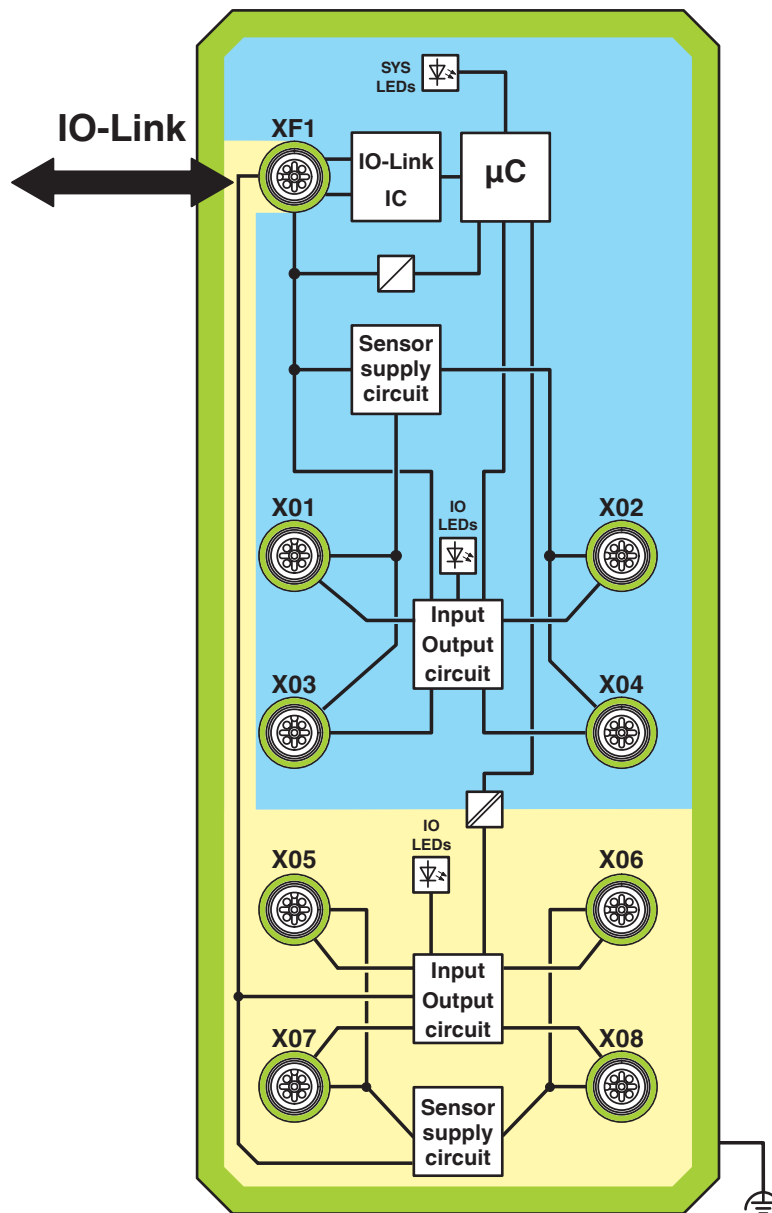 SYS
LEDs
IO-Link
XF1
IO-Link
IC
µC
Sensor
supply
circuit
X01
IO
LEDs
X02
Input
Output
circuit
X03
X04
IO
LEDs
X05
X06
Input
Output
circuit
X07
X08
Sensor
supply
circuit